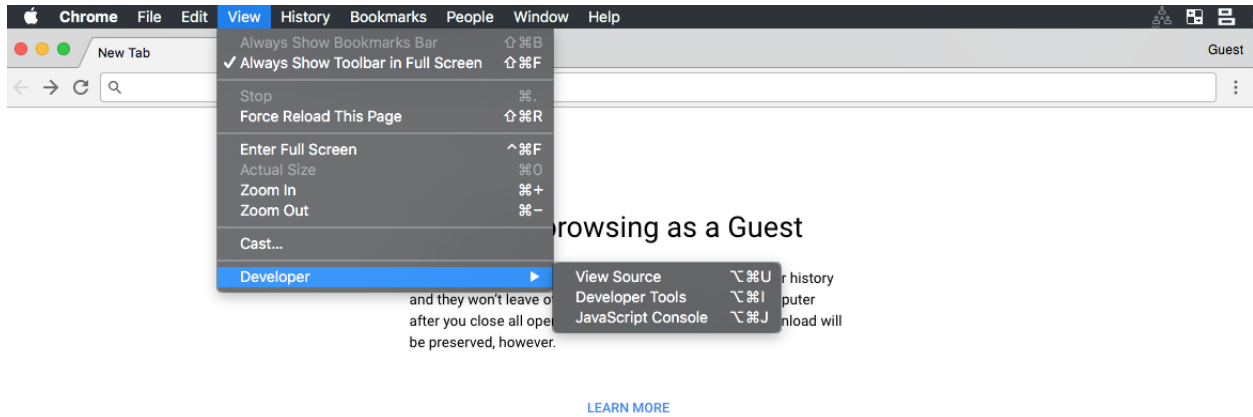 Chrome File Edit View History Bookmarks People Window Help
New Tab
Guest
Always Show Bookmarks Bar ⇧⌘B
✓ Always Show Toolbar in Full Screen ⇧⌘F
Stop ⌘.
Force Reload This Page ⇧⌘R
Enter Full Screen ^⌘F
Actual Size ⌘0
Zoom In ⌘+
Zoom Out ⌘−
Cast...
Developer ▶
View Source ⌥⌘U
Developer Tools ⌥⌘I
JavaScript Console ⌥⌘J
rowsing as a Guest
history
and they won't leave
after you close all will
be preserved, however.
LEARN MORE